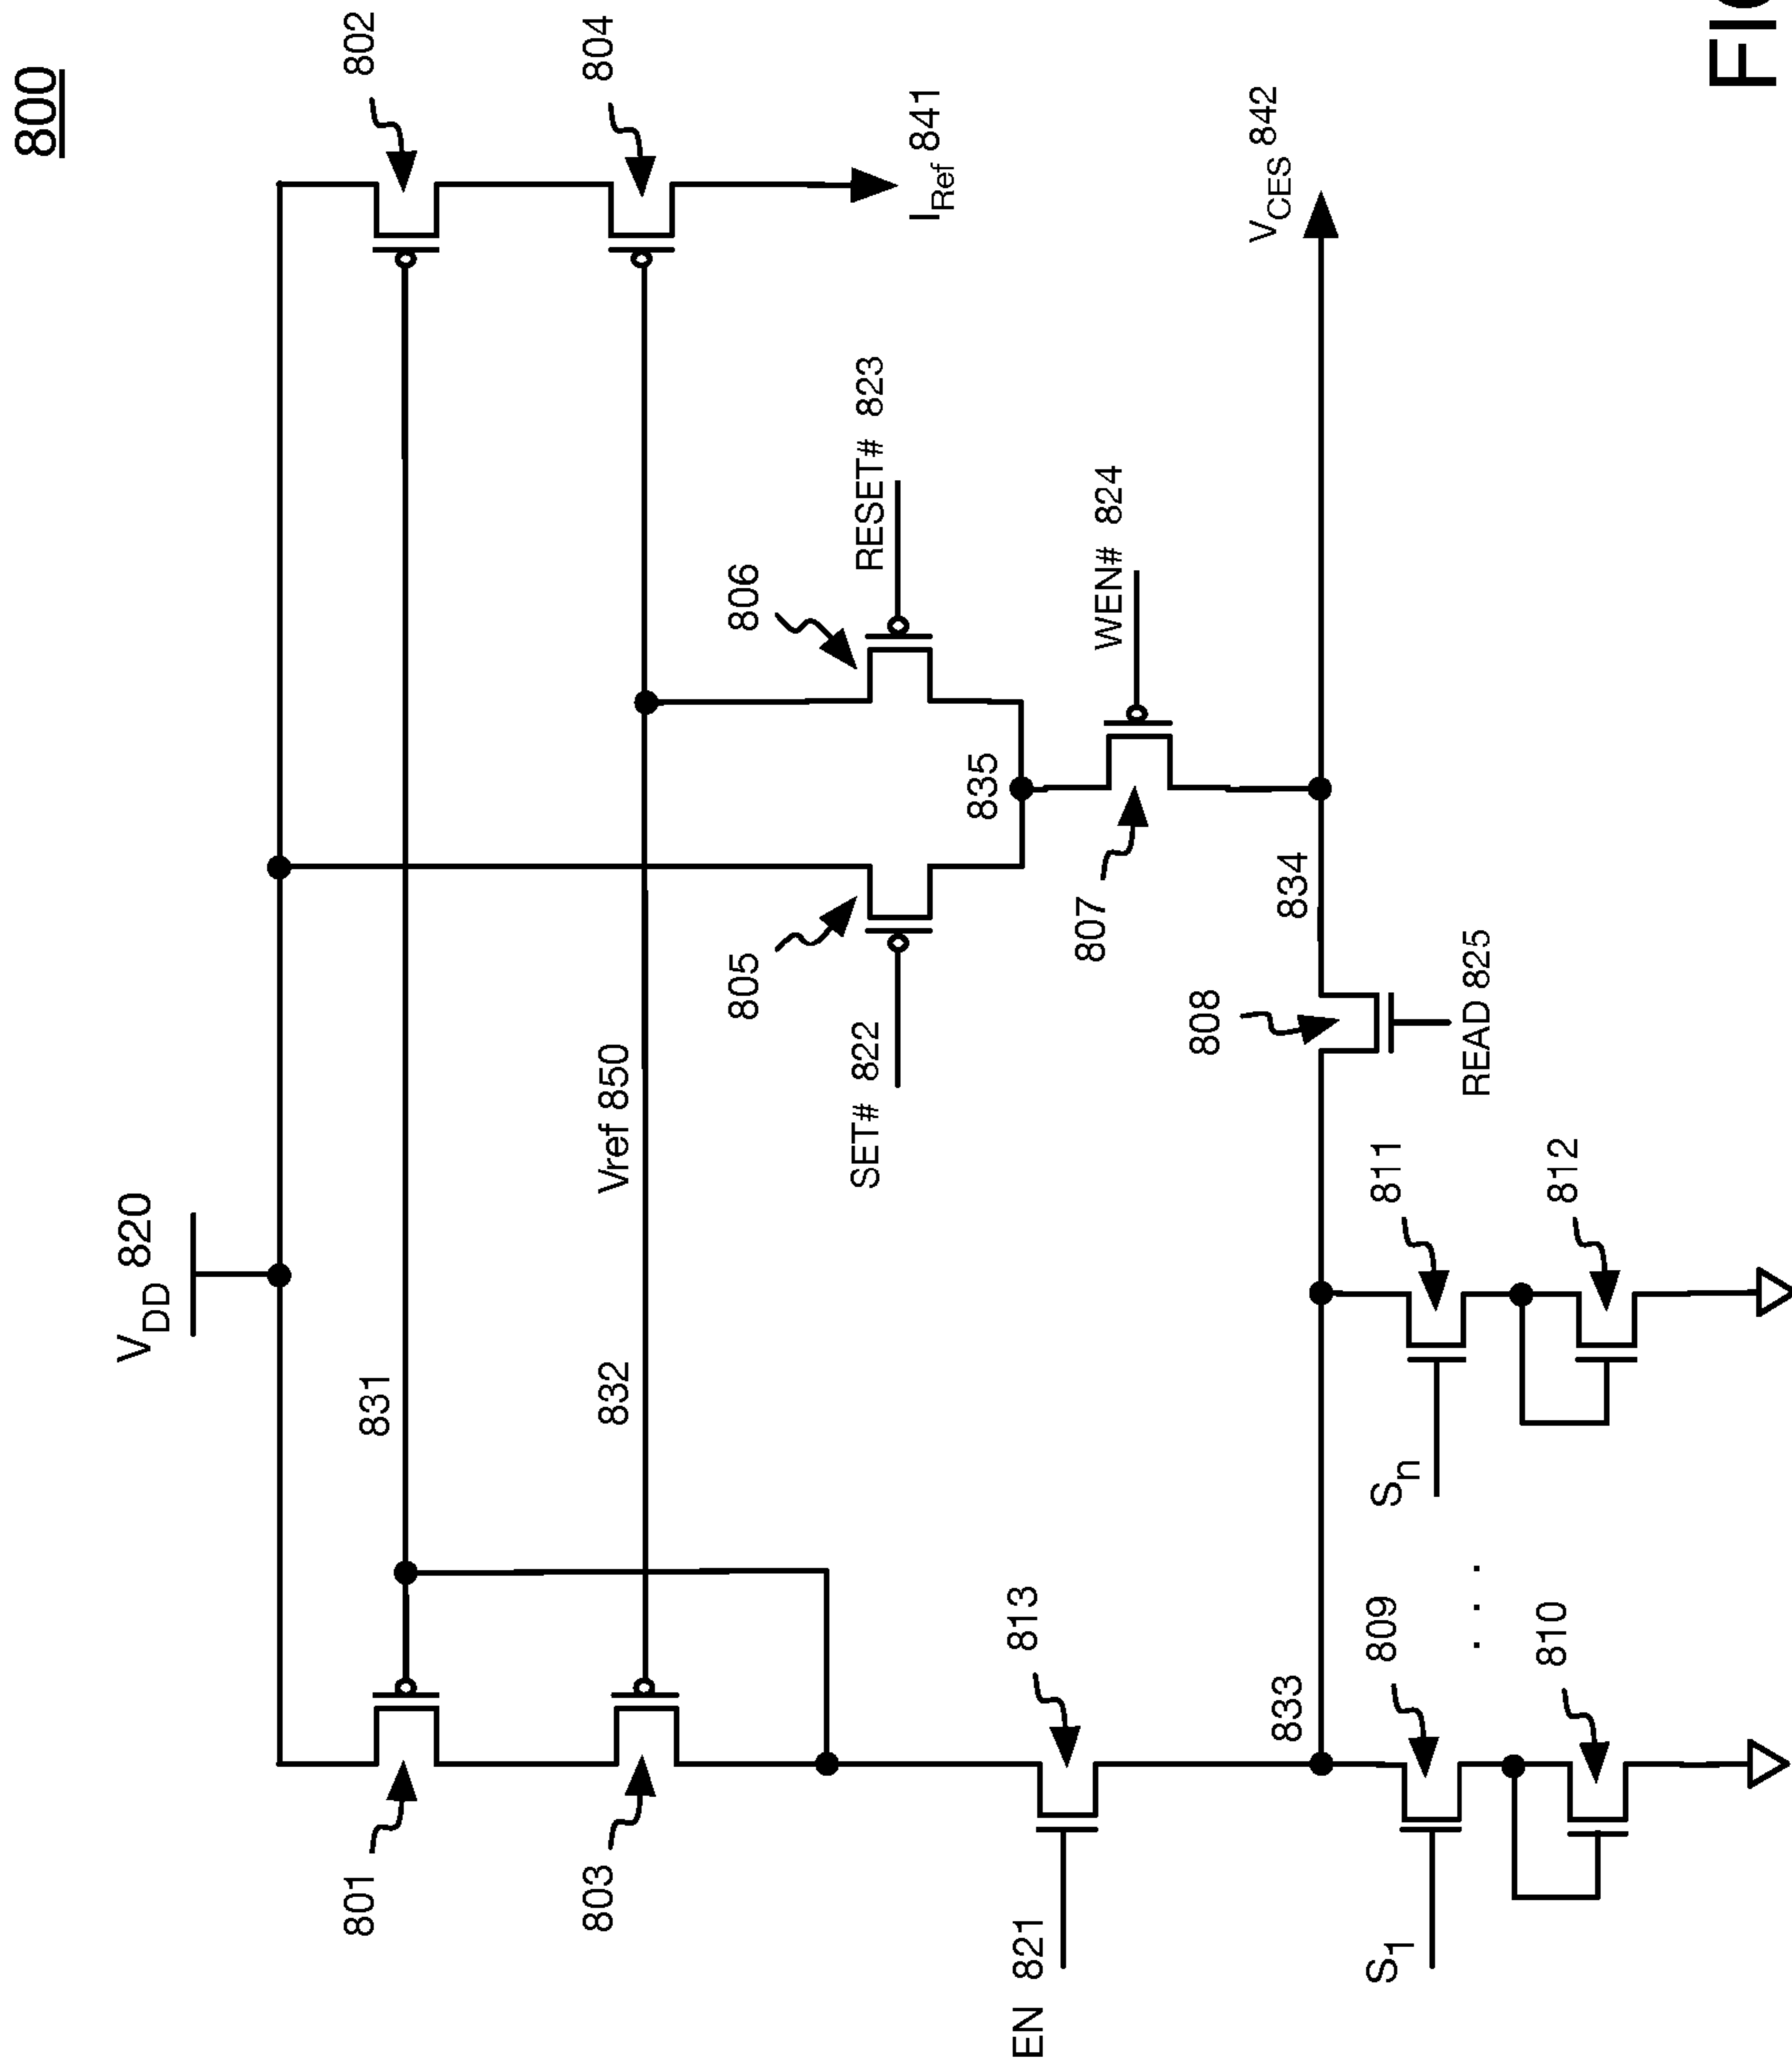 800
V_DD 820
802
804
831
832
Vref 850
801
803
806
RESET# 823
I_Ref 841
805
SET# 822
835
WEN# 824
807
EN 821
813
833
808
834
V_CES 842
READ 825
S_1
809
810
. . .
S_n
811
812